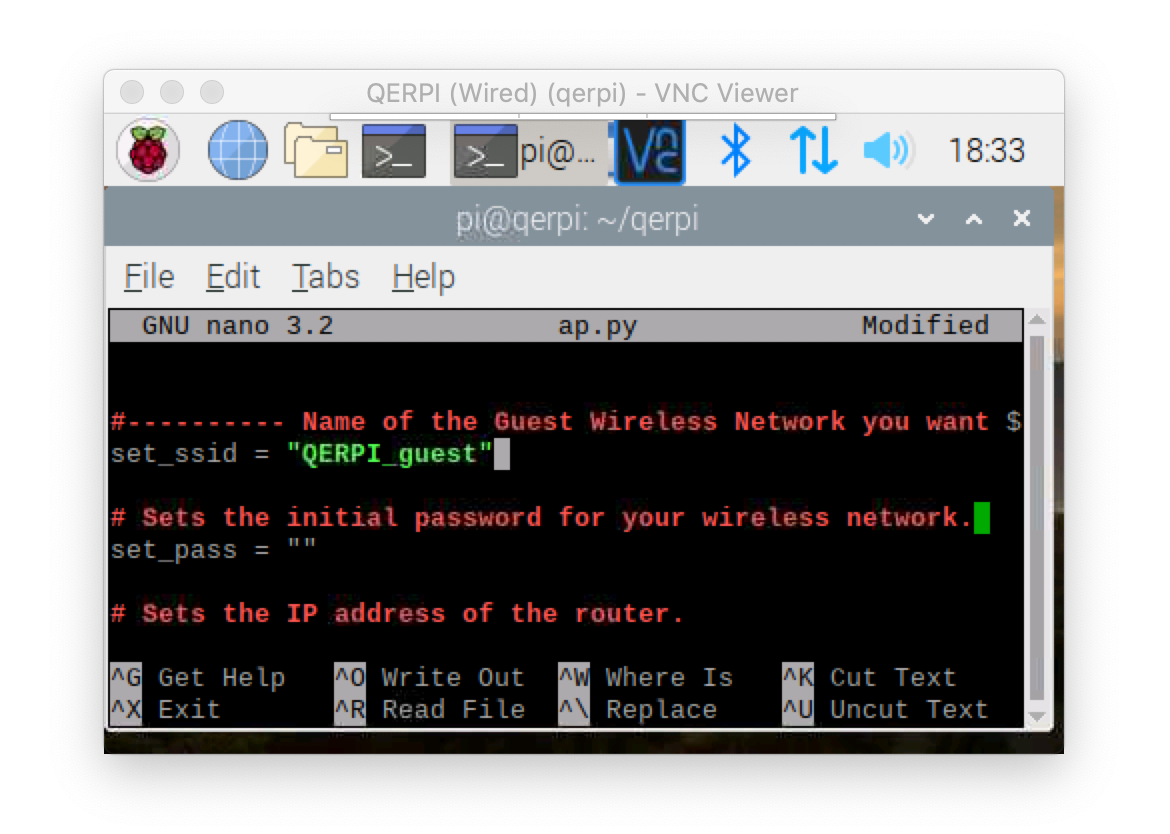 QERPI (Wired) (qerpi) - VNC Viewer
>_ >_ pi@... VNC 18:33
pi@qerpi: ~/qerpi
File Edit Tabs Help
GNU nano 3.2 ap.py Modified
#---------- Name of the Guest Wireless Network you want $
set_ssid = "QERPI_guest"
# Sets the initial password for your wireless network.
set_pass = ""
# Sets the IP address of the router.
^G Get Help ^O Write Out ^W Where Is ^K Cut Text
^X Exit ^R Read File ^\ Replace ^U Uncut Text